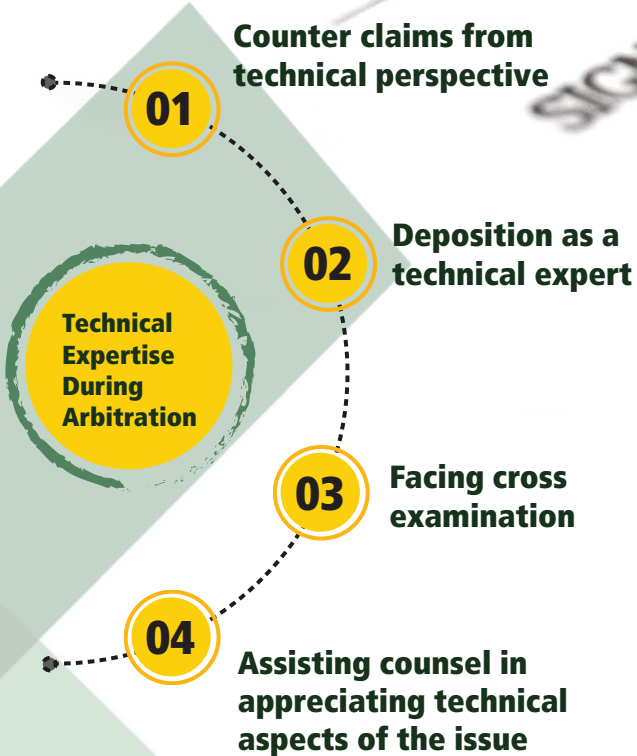 Counter claims from
technical perspective
01
02
Deposition as a
technical expert
Technical
Expertise
During
Arbitration
03
Facing cross
examination
04
Assisting counsel in
appreciating technical
aspects of the issue